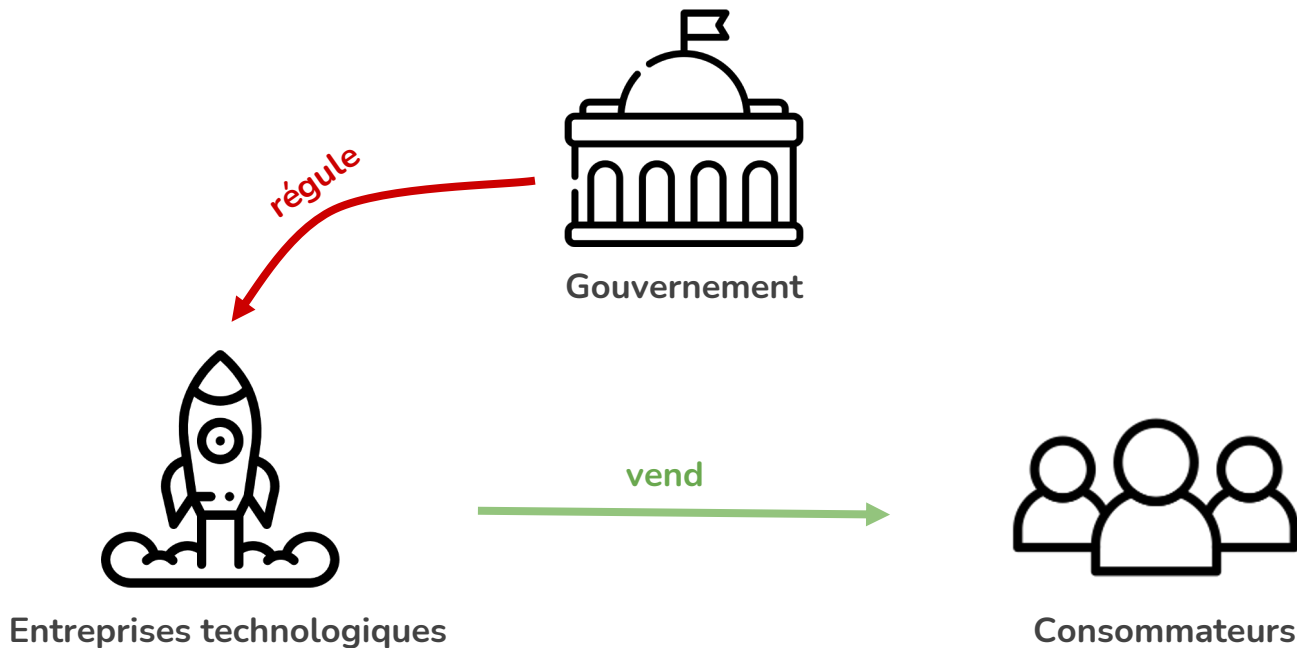 régule
Gouvernement
vend
Entreprises technologiques
Consommateurs